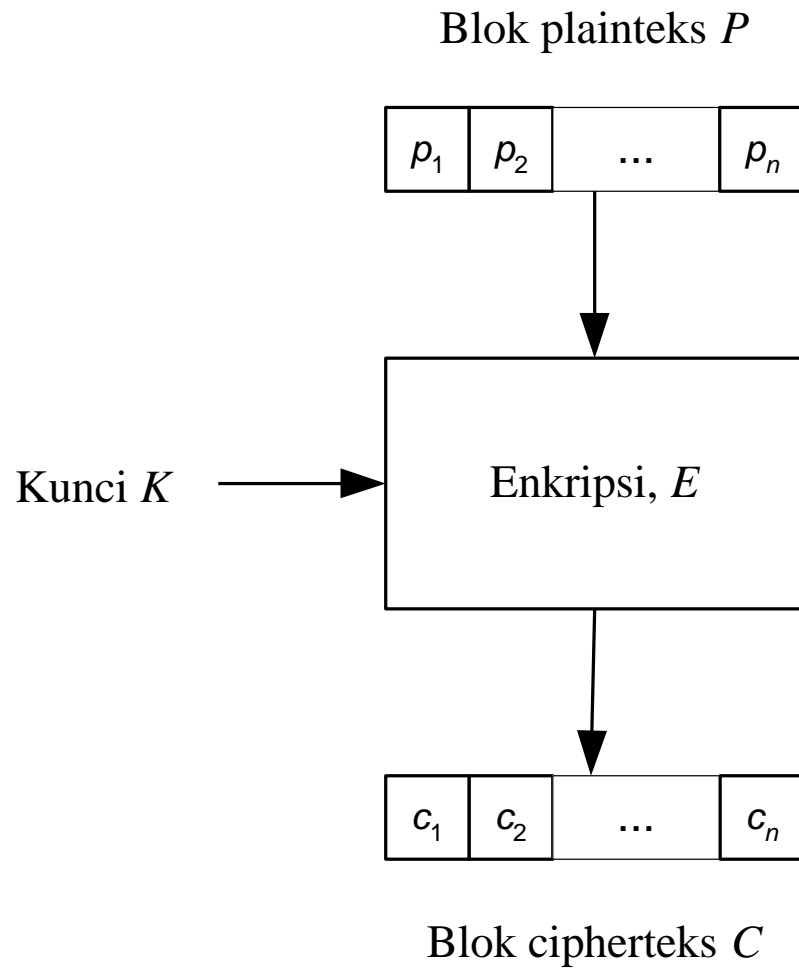 Blok plainteks P
p₁ p₂ ... pₙ
Kunci K
Enkripsi, E
c₁ c₂ ... cₙ
Blok cipherteks C